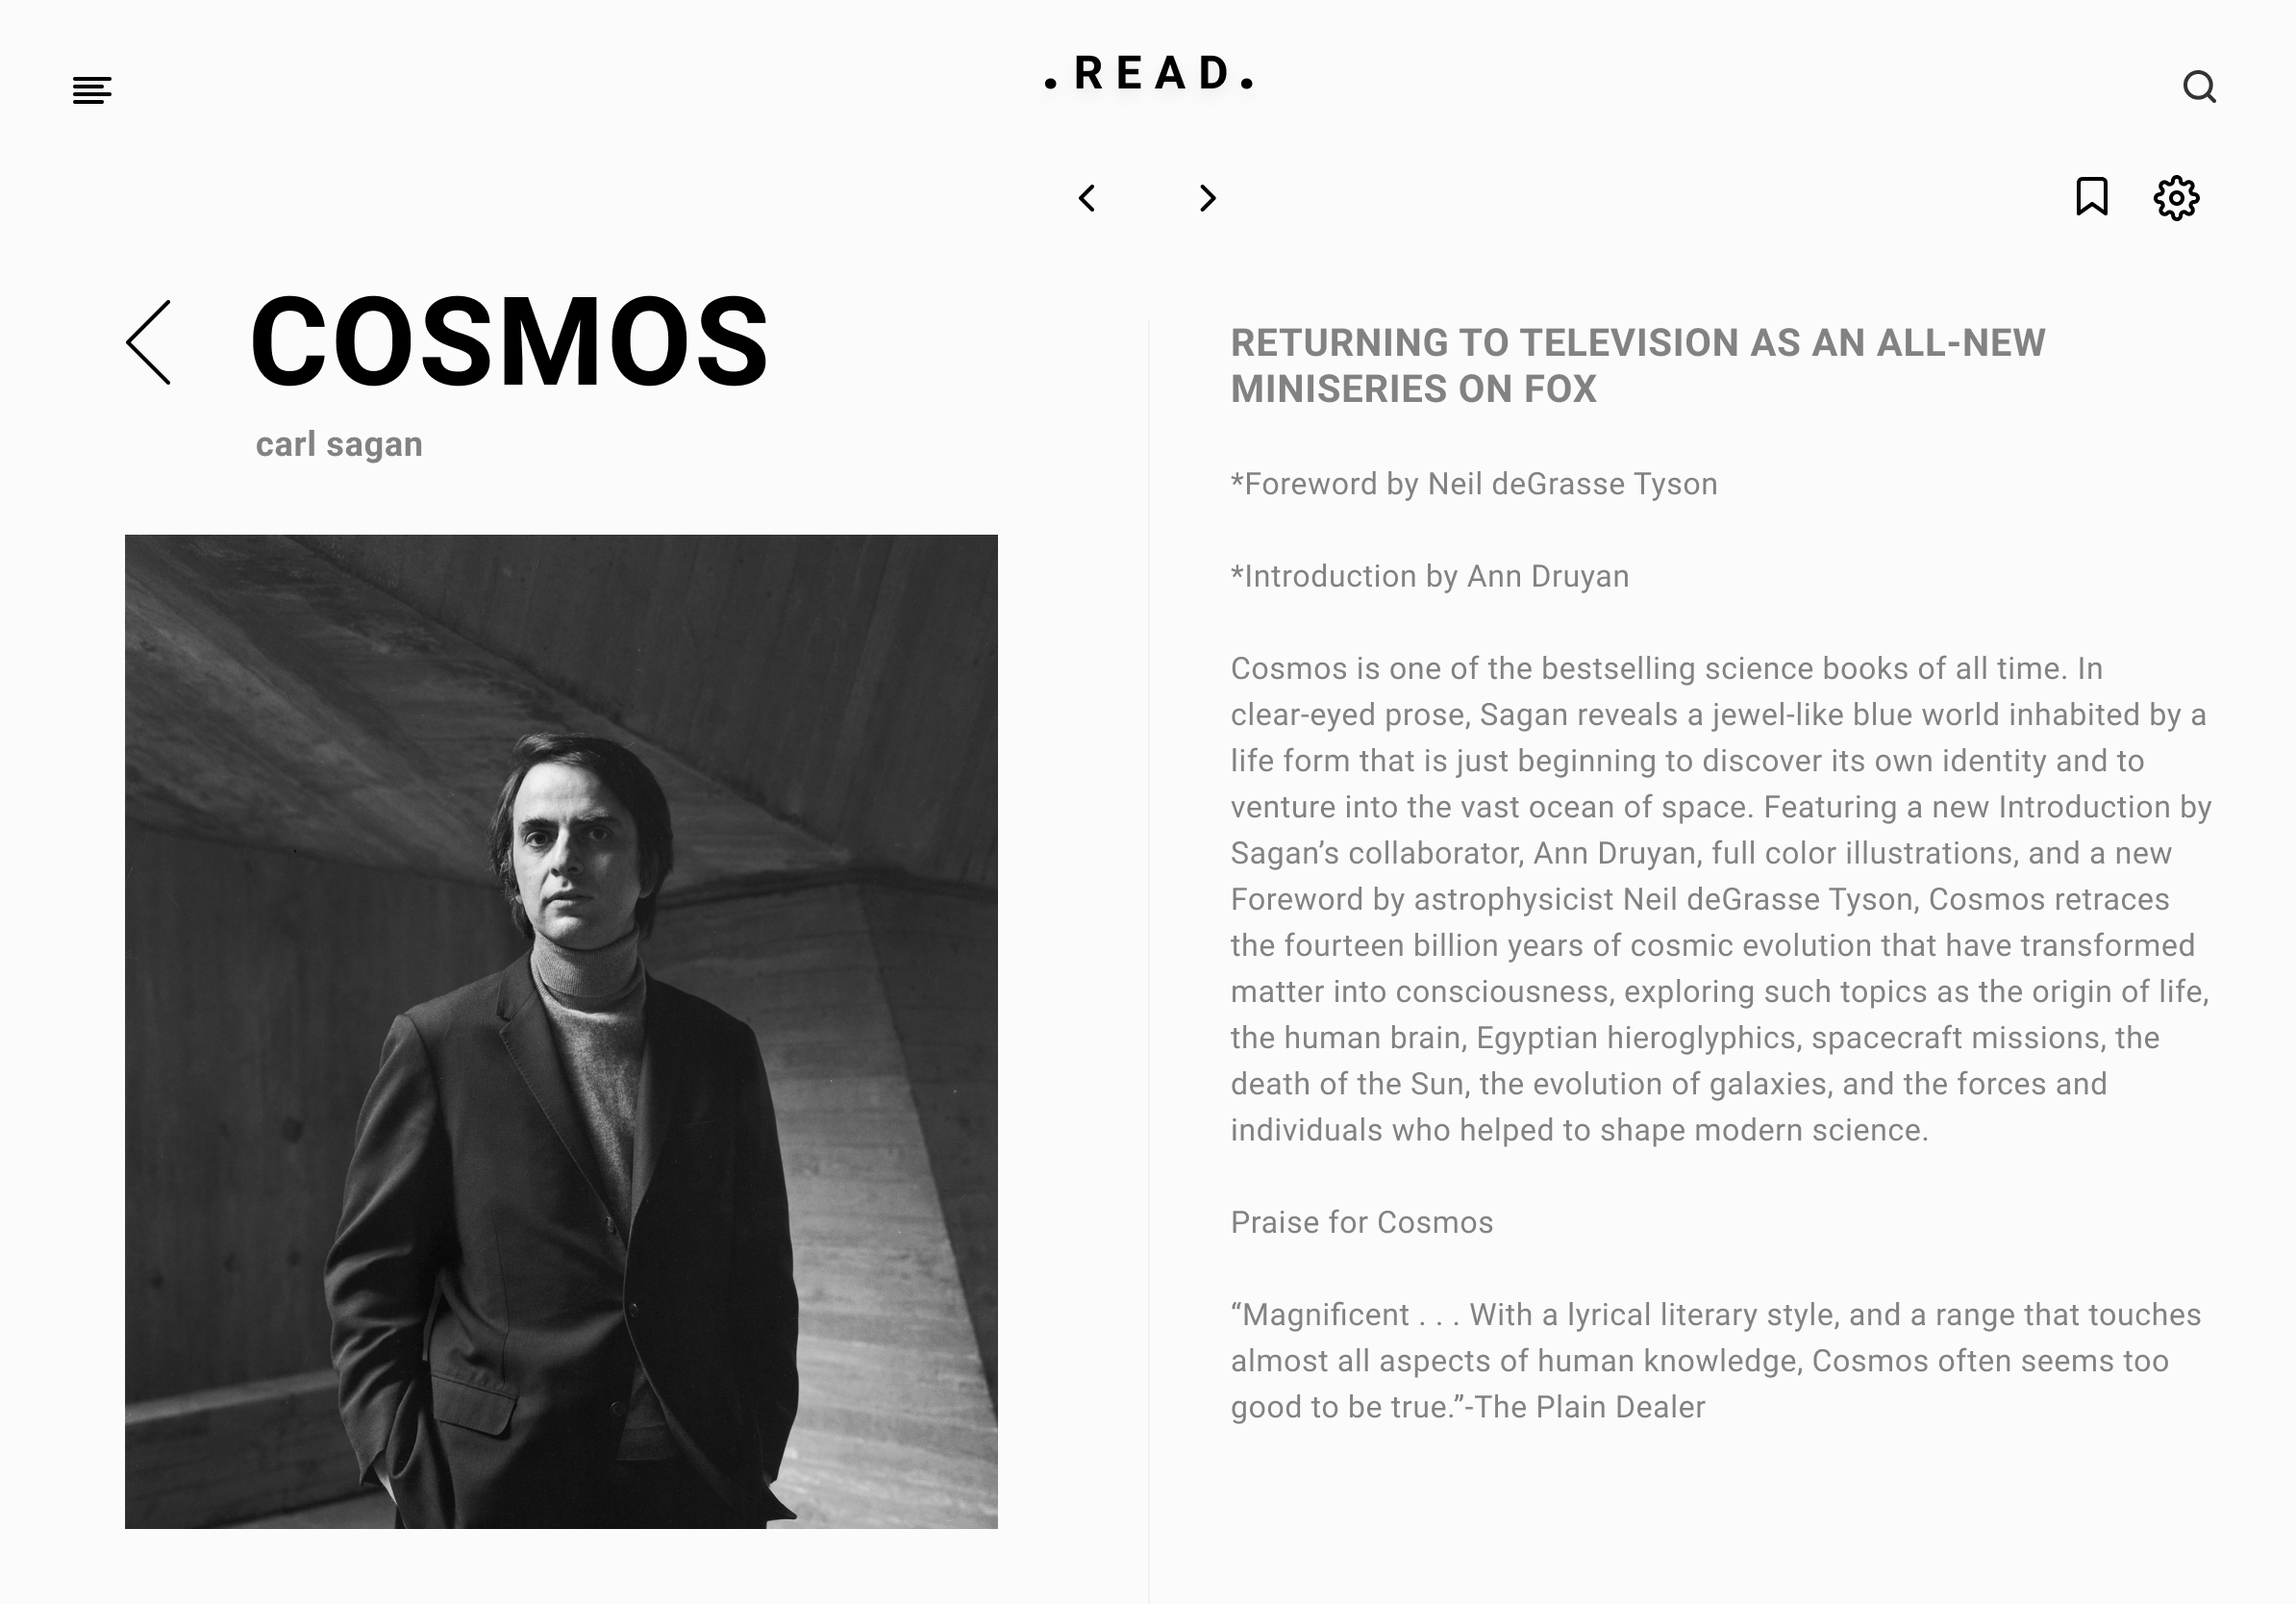 .READ.
COSMOS
carl sagan
RETURNING TO TELEVISION AS AN ALL-NEW
MINISERIES ON FOX
*Foreword by Neil deGrasse Tyson
*Introduction by Ann Druyan
Cosmos is one of the bestselling science books of all time. In
clear-eyed prose, Sagan reveals a jewel-like blue world inhabited by a
life form that is just beginning to discover its own identity and to
venture into the vast ocean of space. Featuring a new Introduction by
Sagan’s collaborator, Ann Druyan, full color illustrations, and a new
Foreword by astrophysicist Neil deGrasse Tyson, Cosmos retraces
the fourteen billion years of cosmic evolution that have transformed
matter into consciousness, exploring such topics as the origin of life,
the human brain, Egyptian hieroglyphics, spacecraft missions, the
death of the Sun, the evolution of galaxies, and the forces and
individuals who helped to shape modern science.
Praise for Cosmos
“Magnificent . . . With a lyrical literary style, and a range that touches
almost all aspects of human knowledge, Cosmos often seems too
good to be true.”-The Plain Dealer